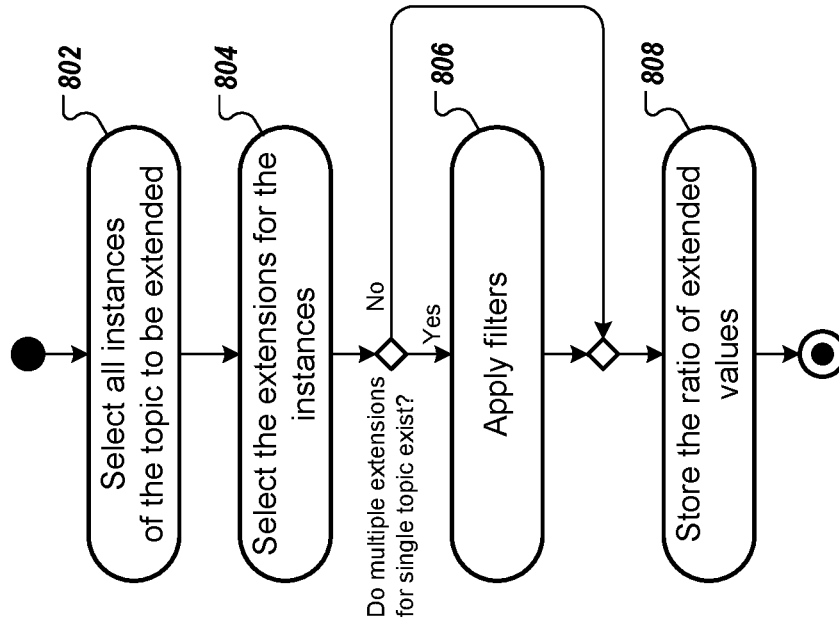 802
Select all instances
of the topic to be extended
804
Select the extensions for the
instances
Do multiple extensions
for single topic exist?
No
Yes
806
Apply filters
808
Store the ratio of extended
values